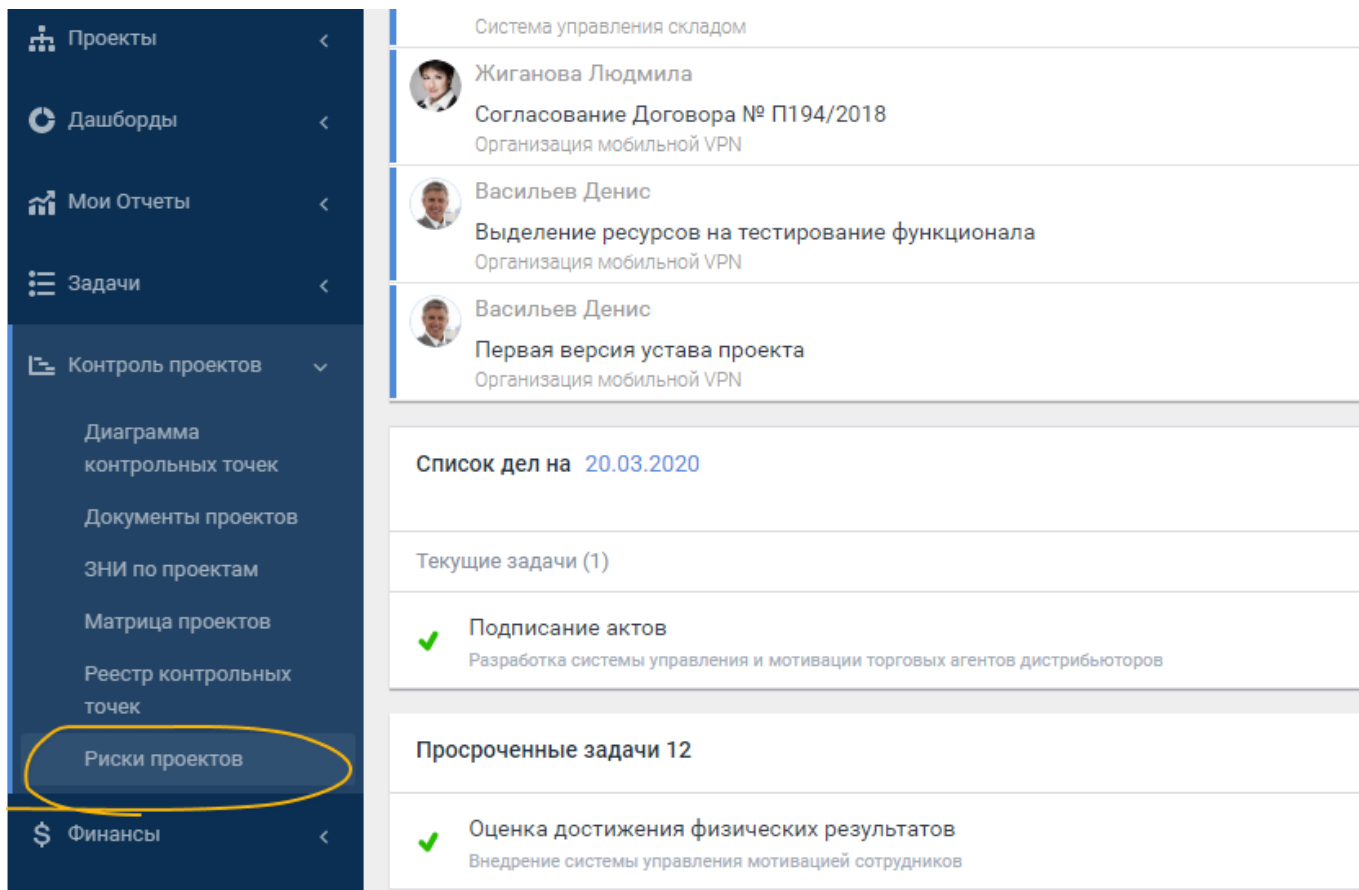 Проекты
Дашборды
Мои Отчеты
Задачи
Контроль проектов
Диаграмма
контрольных точек
Документы проектов
ЗНИ по проектам
Матрица проектов
Реестр контрольных
точек
Риски проектов
$ Финансы
Система управления складом
Жиганова Людмила
Согласование Договора № П194/2018
Организация мобильной VPN
Васильев Денис
Выделение ресурсов на тестирование функционала
Организация мобильной VPN
Васильев Денис
Первая версия устава проекта
Организация мобильной VPN
Список дел на 20.03.2020
Текущие задачи (1)
Подписание актов
Разработка системы управления и мотивации торговых агентов дистрибьюторов
Просроченные задачи 12
Оценка достижения физических результатов
Внедрение системы управления мотивацией сотрудников